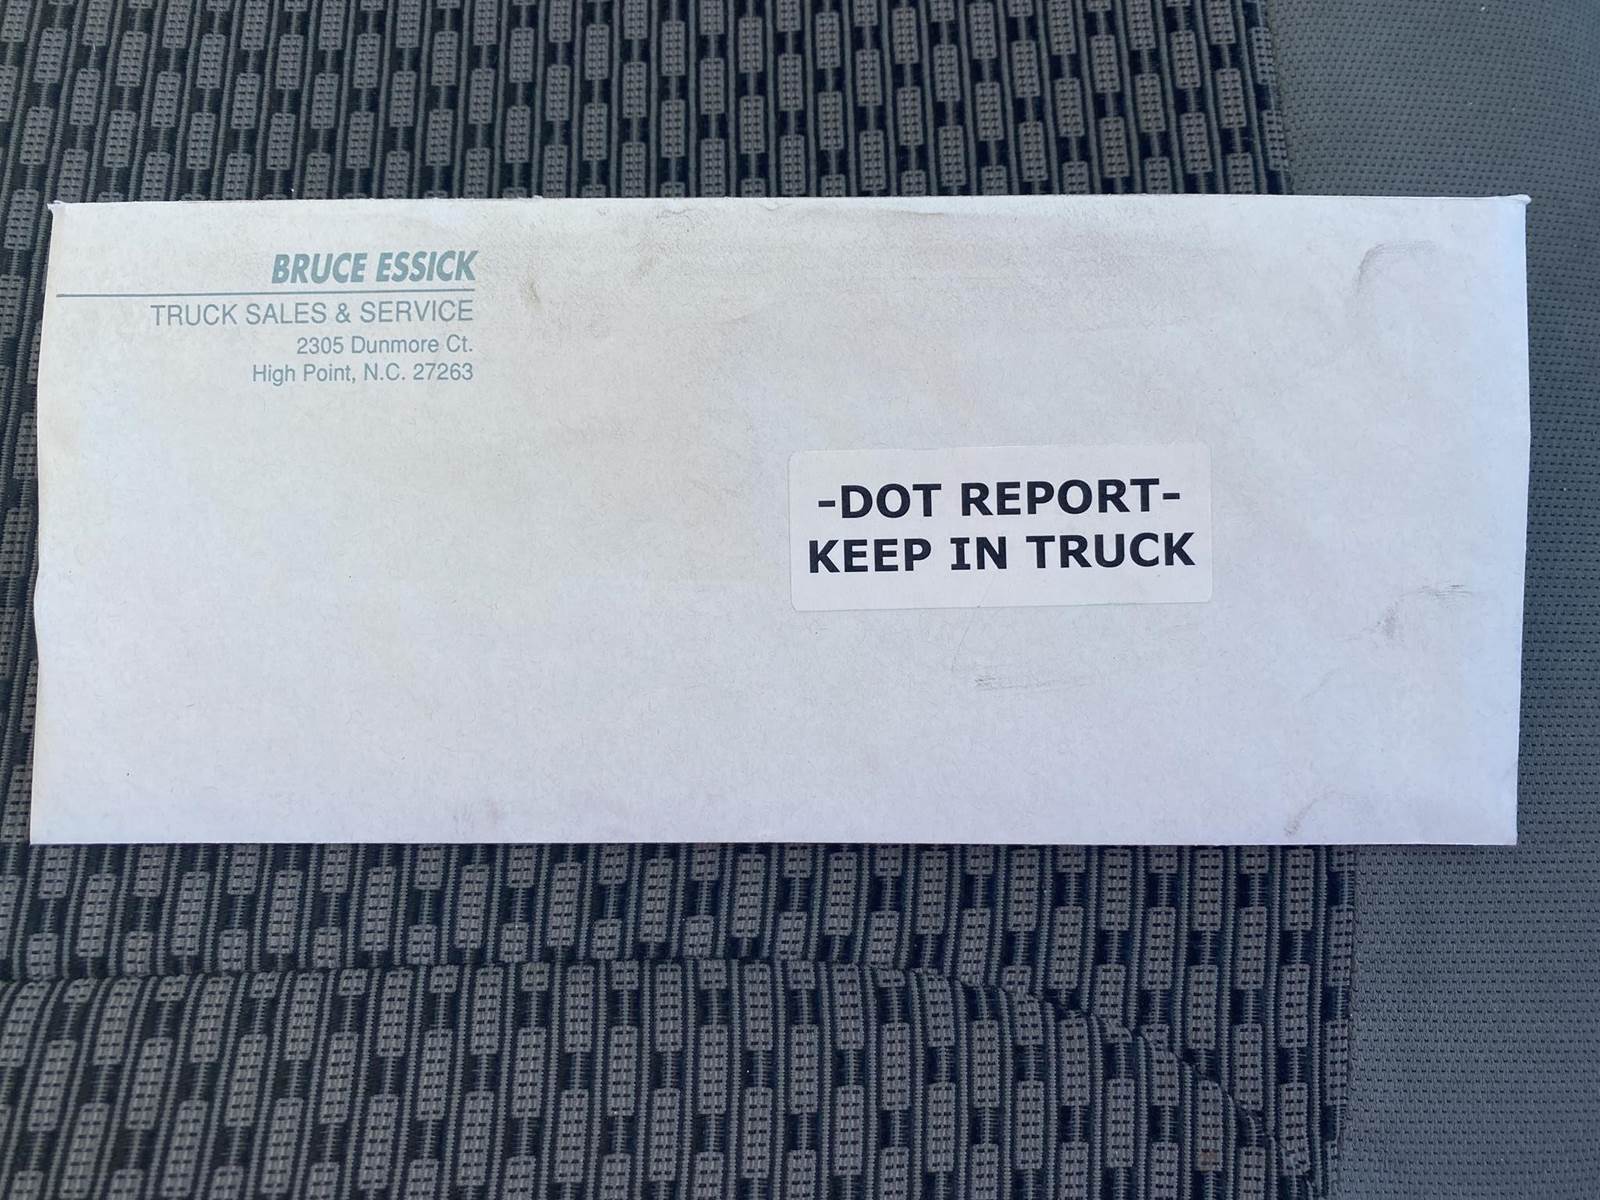 BRUCE ESSICK
TRUCK SALES & SERVICE
2305 Dunmore Ct.
High Point, N.C. 27263
-DOT REPORT-
KEEP IN TRUCK